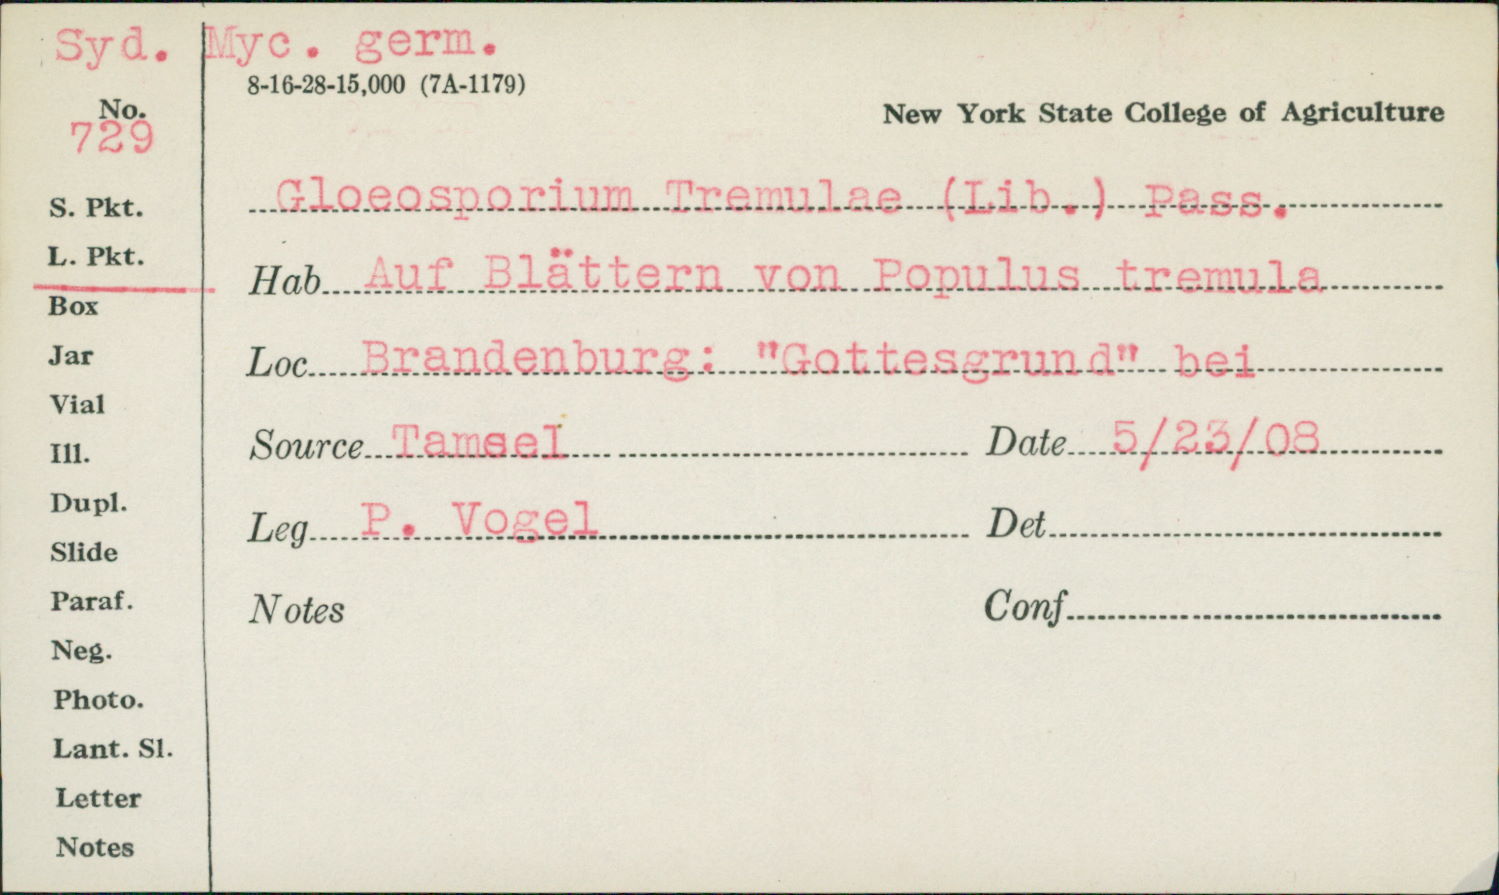 Syd. Myc. germ.
8-16-28-15,000 (7A-1179)
No.
729
New York State College of Agriculture
S. Pkt.
Gloeosporium Tremulae (Lib.) Pass.
L. Pkt.
Hab. Auf Blättern von Populus tremula
Box
Jar
Loc. Brandenburg: "Gottesgrund" bei
Vial
Ill.
Source Tamsel Date 5/23/08
Dupl.
Leg. P. Vogel Det.
Slide
Paraf.
Notes Conf.
Neg.
Photo.
Lant. Sl.
Letter
Notes